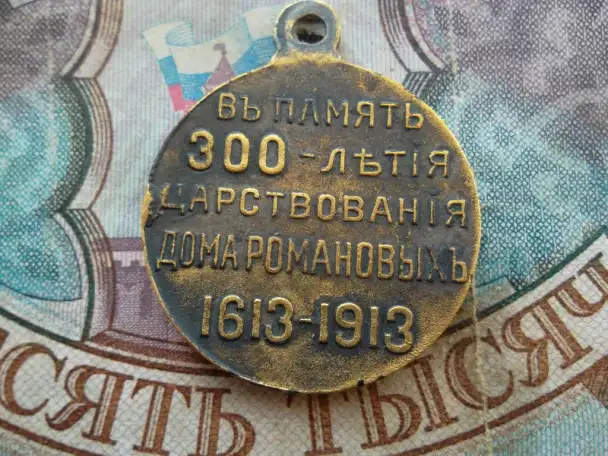 ВЪ ПАМЯТЬ
300-ЛѢТІЯ
ЦАРСТВОВАНІЯ
ДОМА РОМАНОВЫХЪ
1613-1913
СЯТЬ ТЫСЯЧ